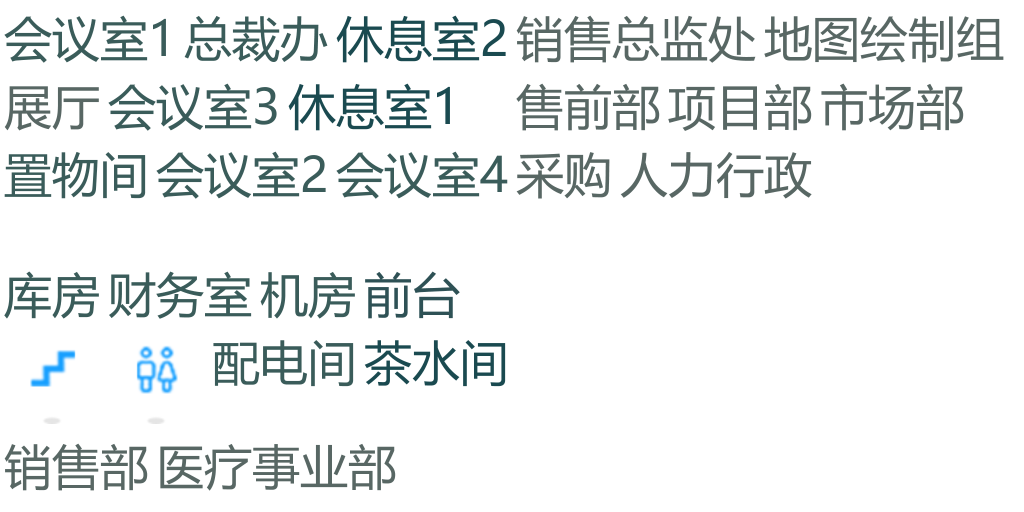 会议室1 总裁办 休息室2 销售总监处 地图绘制组
展厅 会议室3 休息室1 售前部 项目部 市场部
置物间 会议室2 会议室4 采购 人力行政
库房 财务室 机房 前台
配电间 茶水间
销售部 医疗事业部